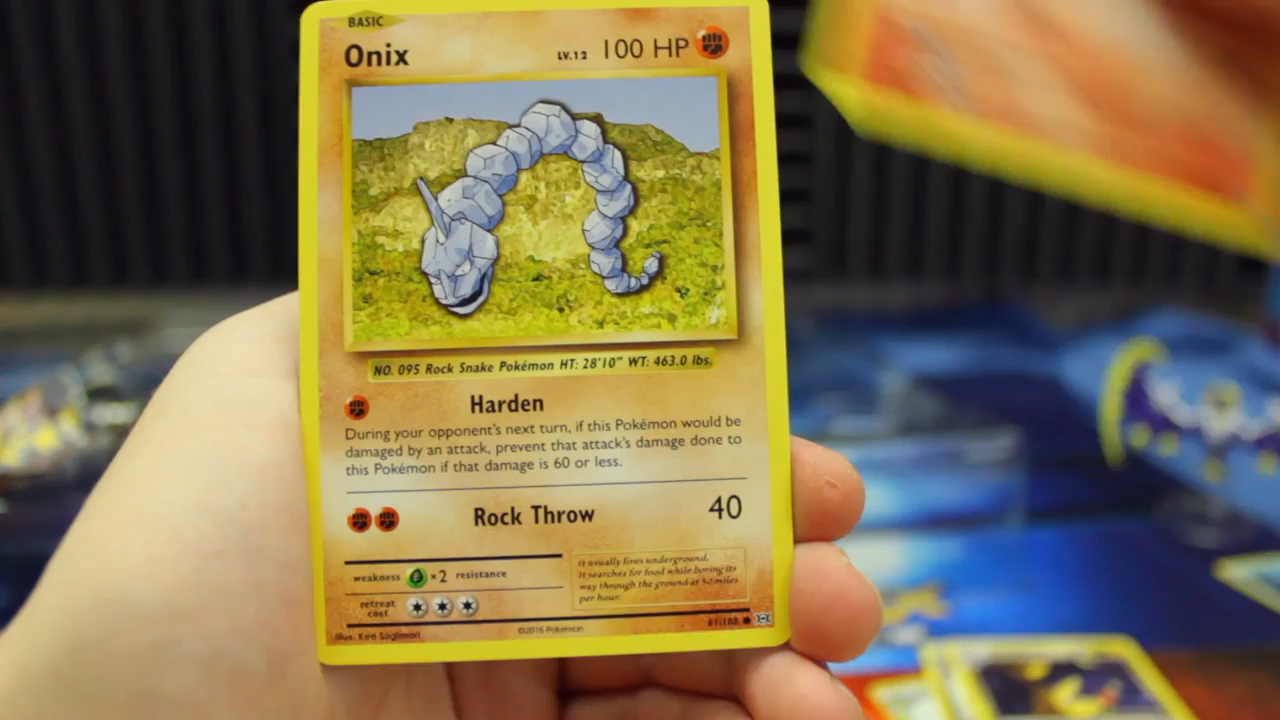 BASIC
Onix LV.12 100 HP
NO. 095 Rock Snake Pokémon HT: 28'10" WT: 463.0 lbs.
Harden
During your opponent's next turn, if this Pokémon would be
damaged by an attack, prevent that attack's damage done to
this Pokémon if that damage is 60 or less.
Rock Throw 40
weakness ×2 resistance
retreat
cost
It usually lives underground.
It searches for food while boring its
way through the ground at 50 miles
per hour.
Illus. Ken Sugimori ©2016 Pokémon 61/108